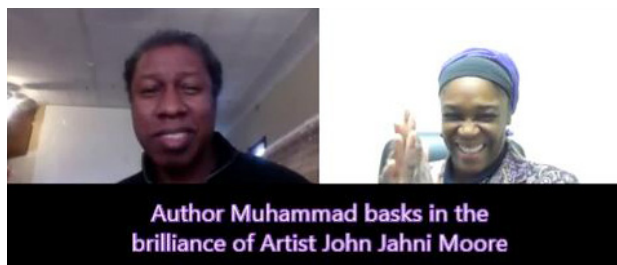 Author Muhammad basks in the
brilliance of Artist John Jahni Moore